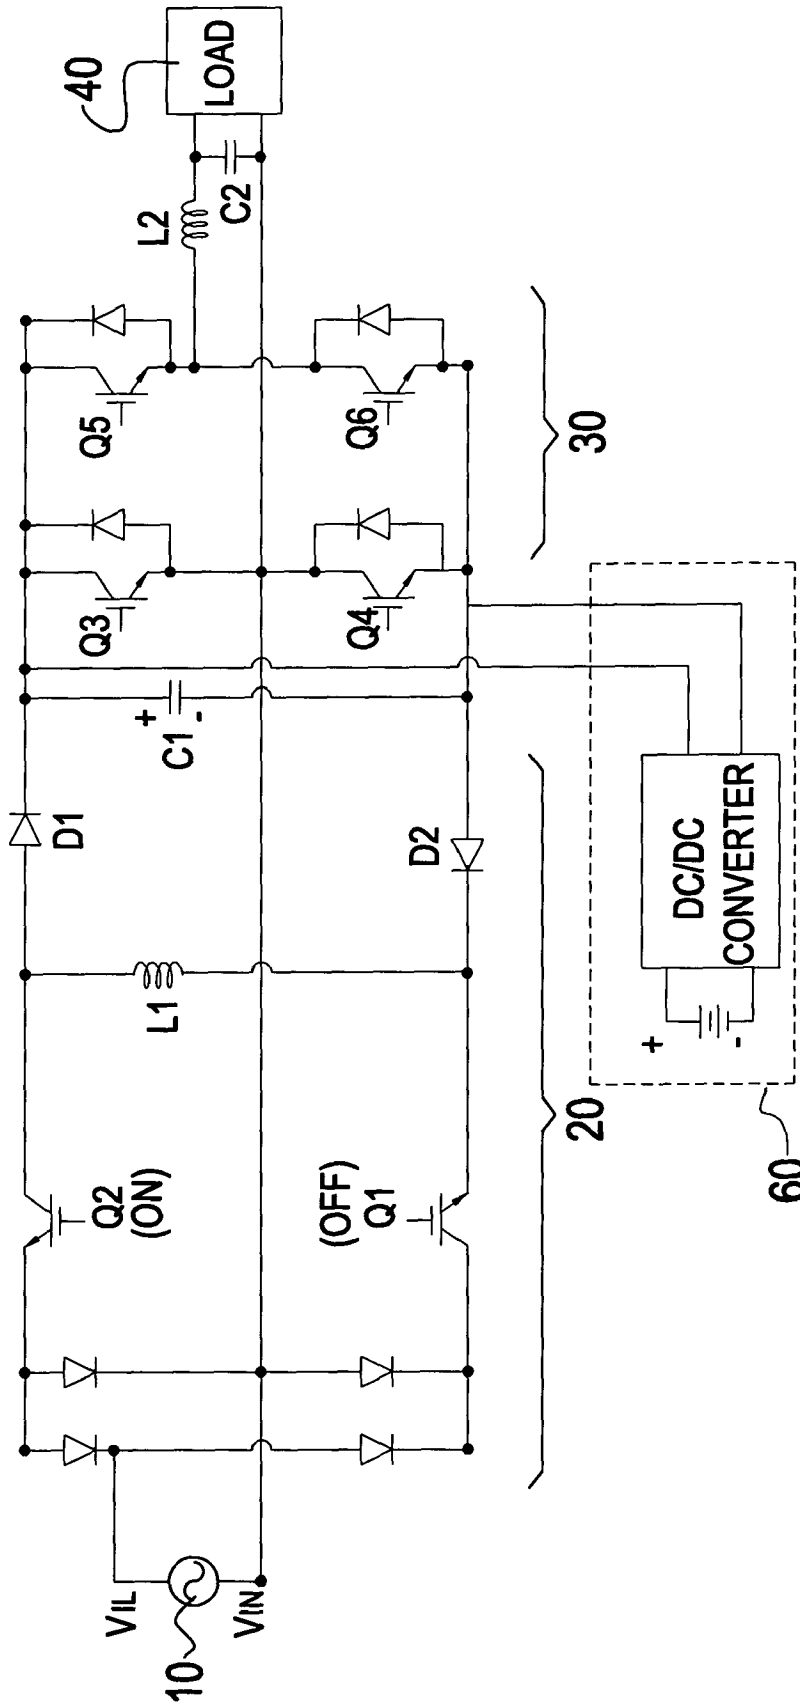 40
LOAD
L2
C2
Q5
Q6
30
Q3
Q4
+
C1
-
D1
D2
L1
20
DC/DC
CONVERTER
+
-
60
Q2
(ON)
(OFF)
Q1
VIL
10
VIN